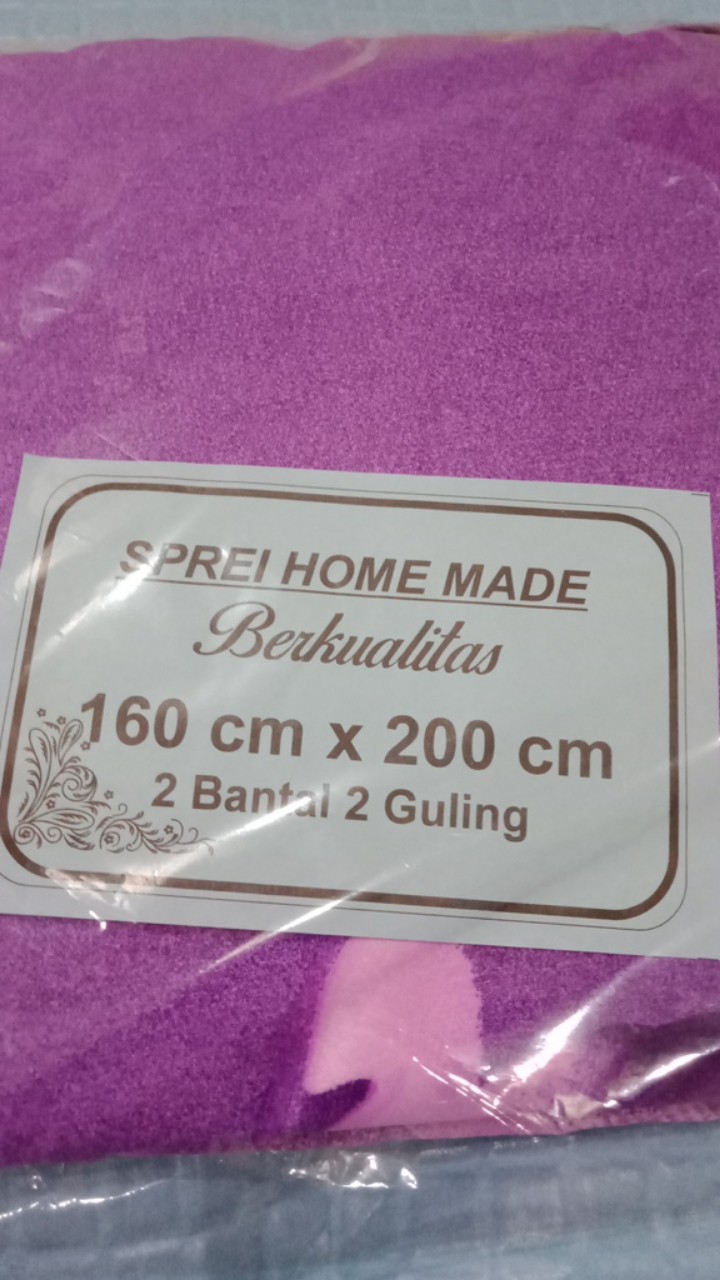 SPREI HOME MADE
Berkualitas
160 cm x 200 cm
2 Bantal 2 Guling